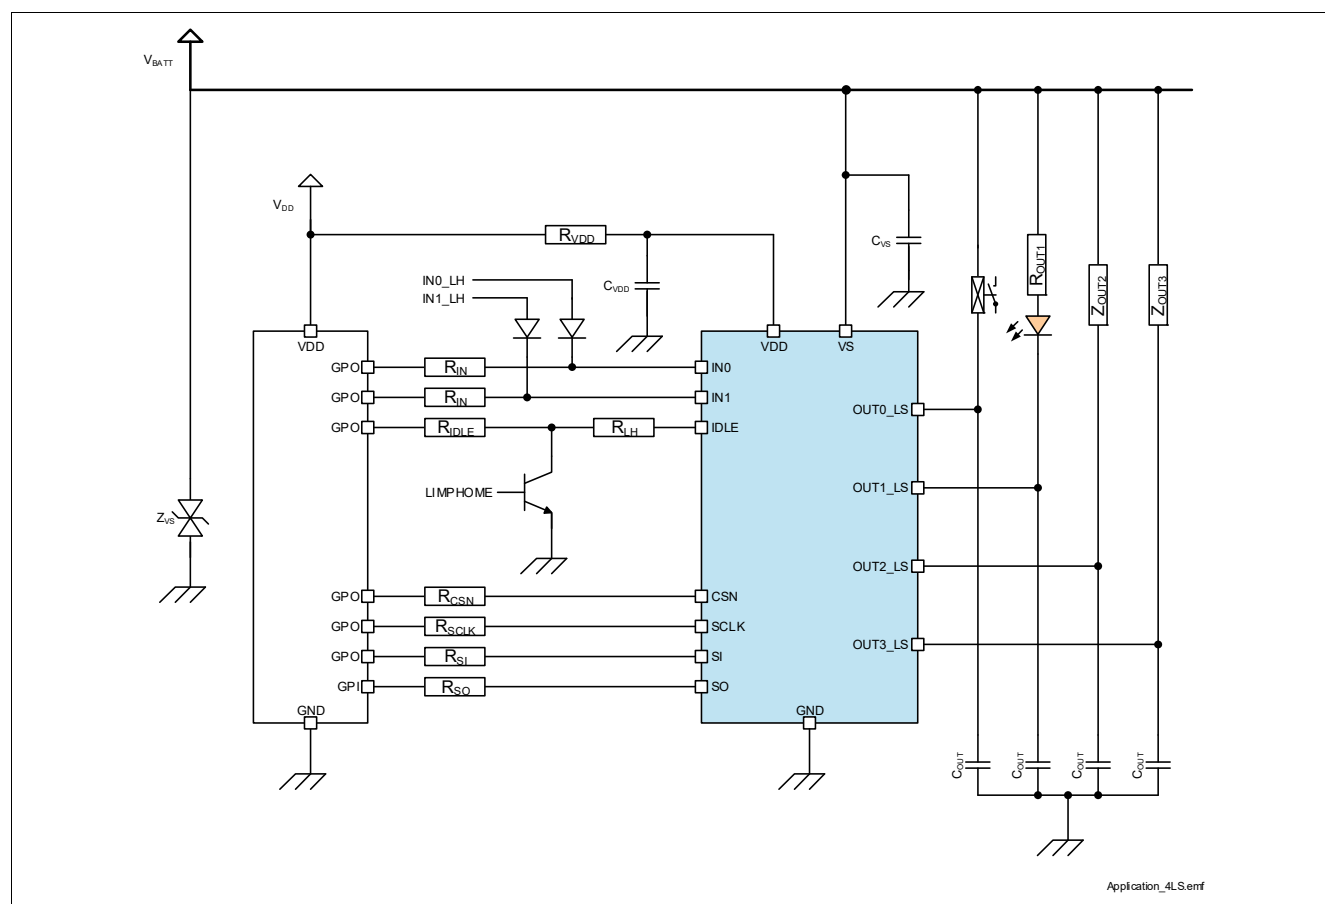 VBATT
VDD
RVDD
CVS
IN0_LH
IN1_LH
CVDD
ROUT1
ZOUT2
ZOUT3
VDD
VDD
VS
GPO
RIN
IN0
GPO
RIN
IN1
OUT0_LS
GPO
RIDLE
RLH
IDLE
OUT1_LS
LIMPHOME
ZVS
OUT2_LS
GPO
RCSN
CSN
GPO
RSCLK
SCLK
OUT3_LS
GPO
RSI
SI
GPI
RSO
SO
GND
GND
COUT
COUT
COUT
COUT
Application_4LS.emf